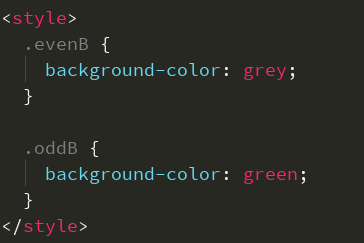 <style>
  .evenB {
    background-color: grey;
  }

  .oddB {
    background-color: green;
  }
</style>